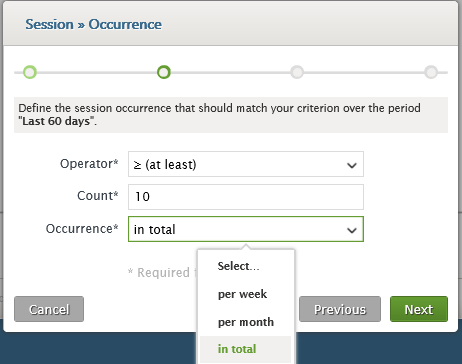 Session » Occurrence
Define the session occurrence that should match your criterion over the period
"Last 60 days".
Operator* ≥ (at least)
Count* 10
Occurrence* in total
Select...
* Required
per week
Cancel
Previous
Next
per month
in total